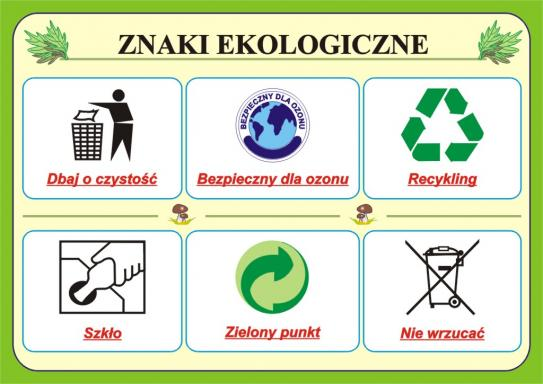 ZNAKI EKOLOGICZNE
BEZPIECZNY DLA OZONU
Dbaj o czystość
Bezpieczny dla ozonu
Recykling
Szkło
Zielony punkt
Nie wrzucać